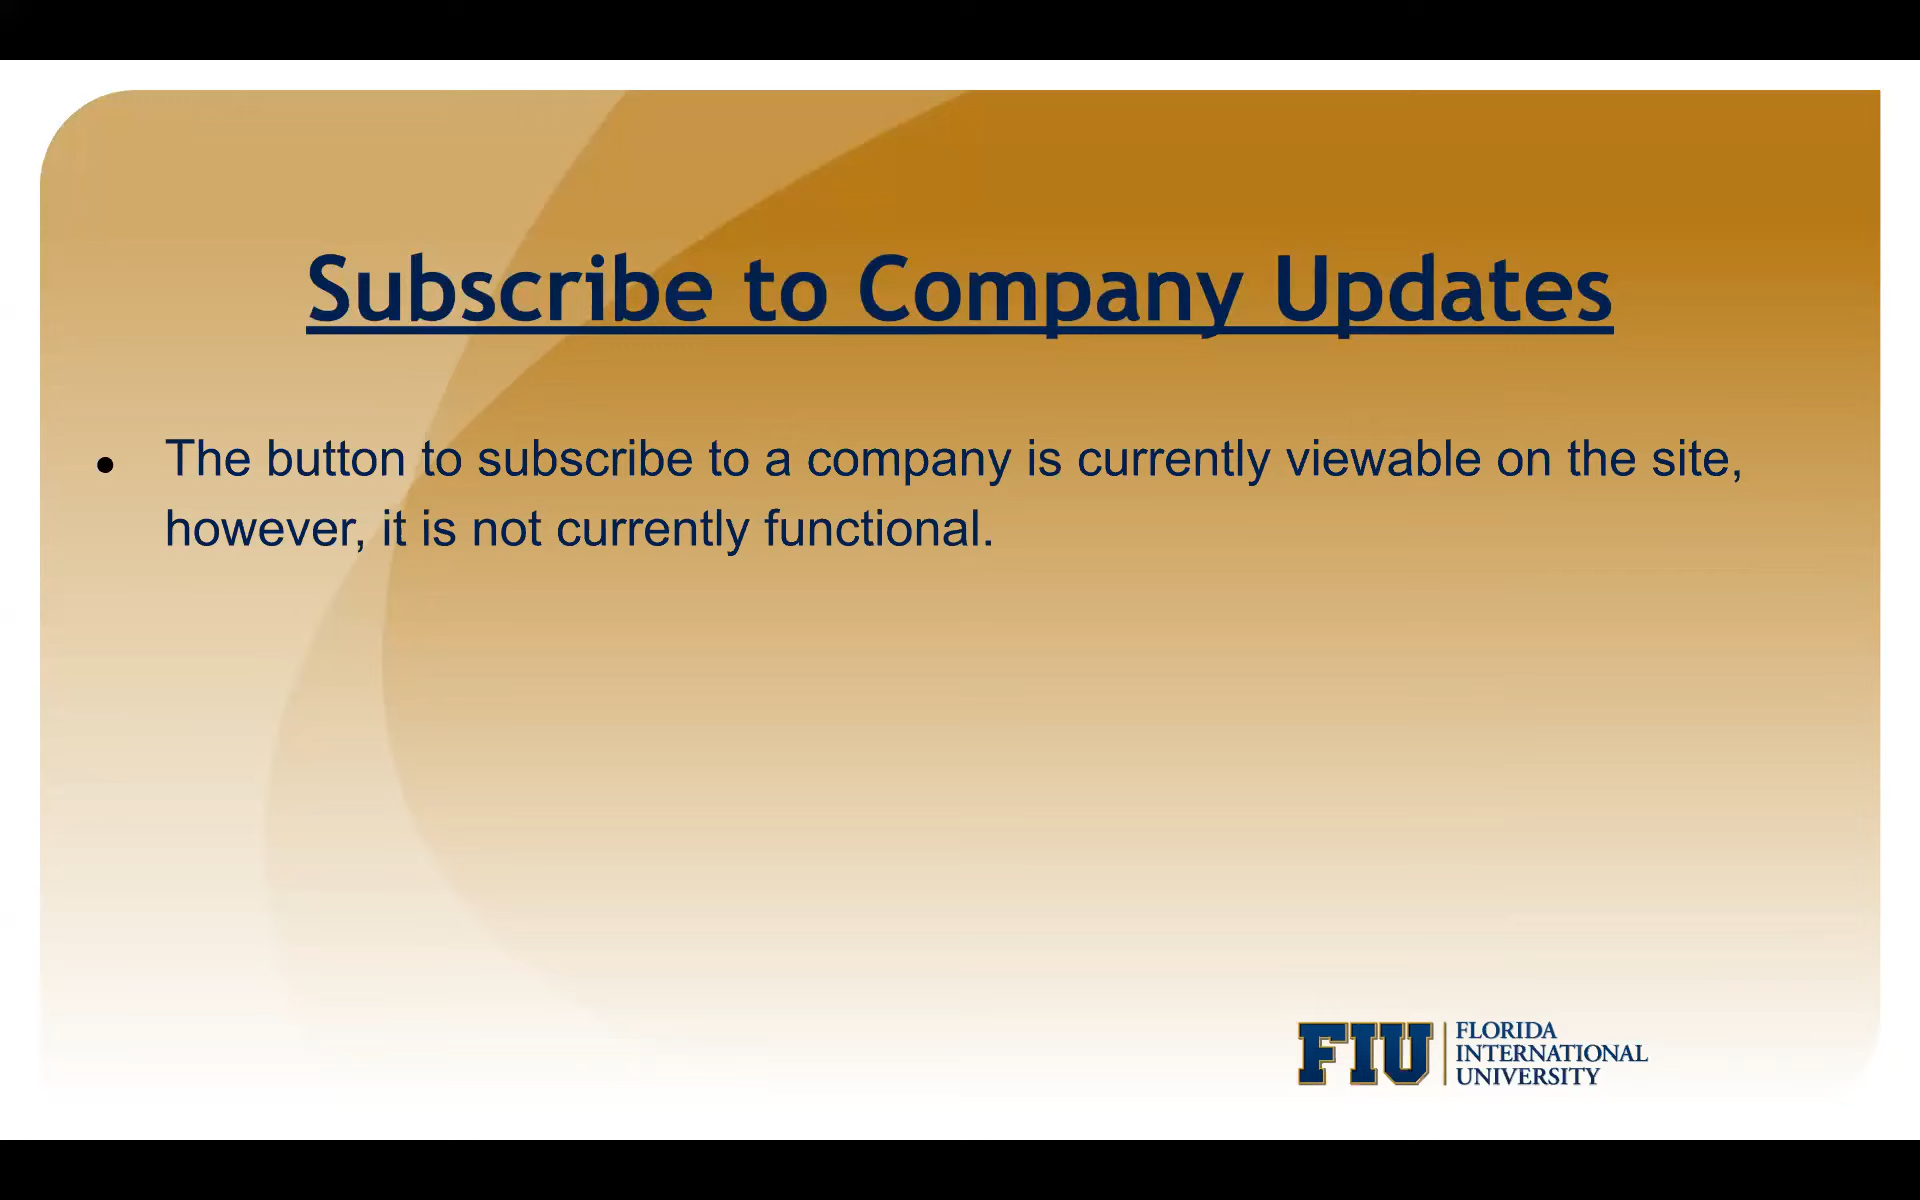 Subscribe to Company Updates
● The button to subscribe to a company is currently viewable on the site,
however, it is not currently functional.
FIU
FLORIDA
INTERNATIONAL
UNIVERSITY